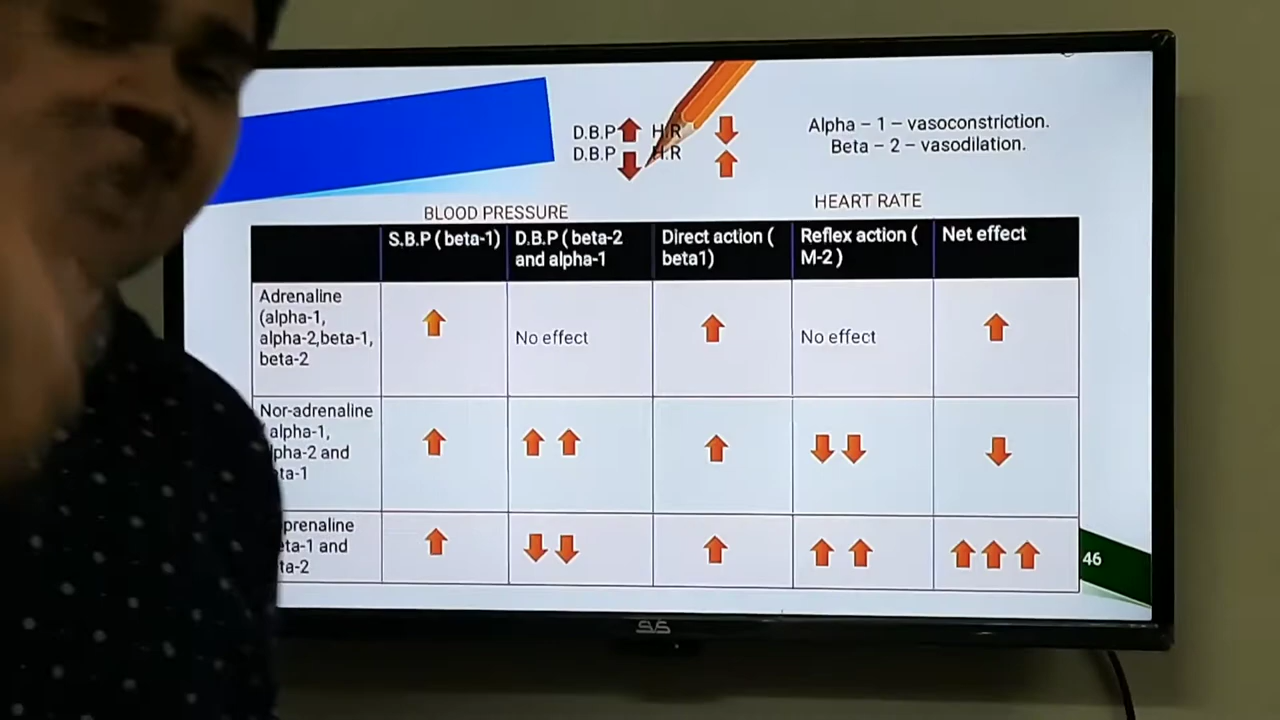 D.B.P H.R
D.B.P H.R
Alpha – 1 – vasoconstriction.
Beta – 2 – vasodilation.
BLOOD PRESSURE
HEART RATE
S.B.P ( beta-1)
D.B.P ( beta-2
and alpha-1
Direct action (
beta1)
Reflex action (
M-2 )
Net effect
Adrenaline
(alpha-1,
alpha-2,beta-1,
beta-2
No effect
No effect
Nor-adrenaline
alpha-1,
lpha-2 and
ta-1
prenaline
eta-1 and
ta-2
46
SVS